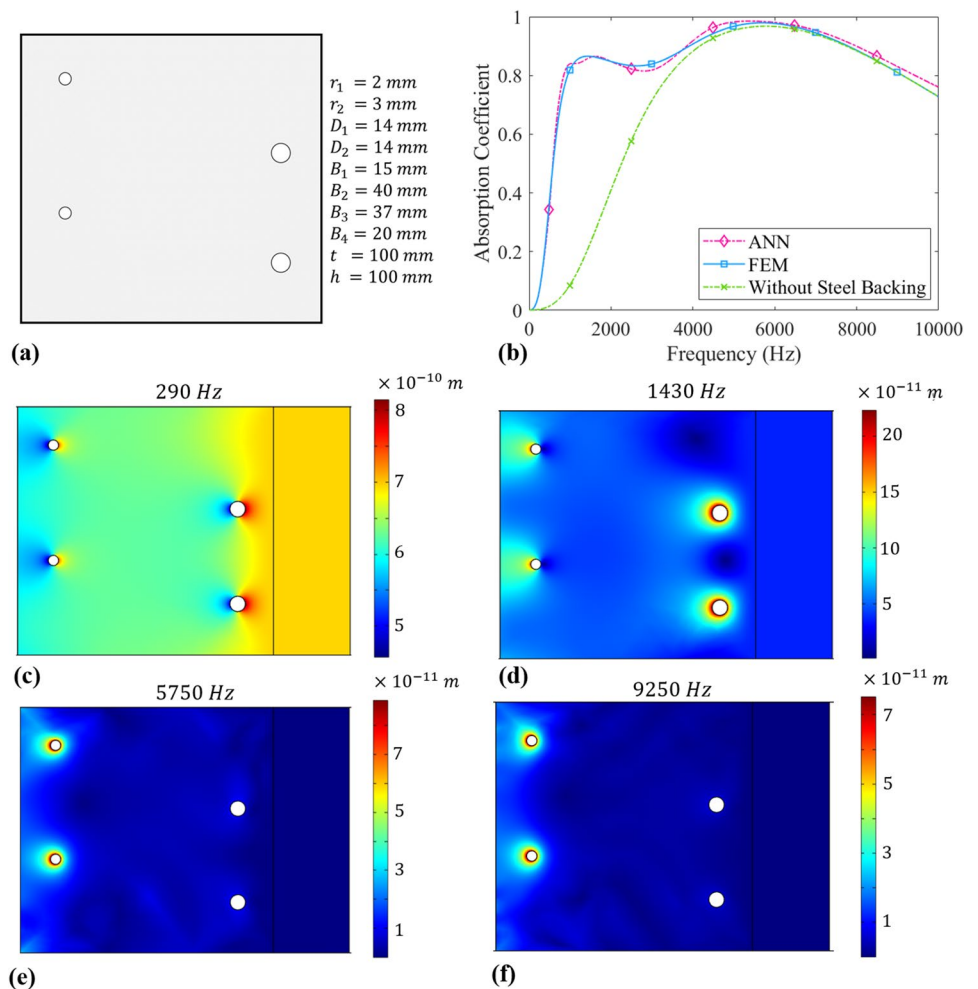 r₁ = 2 mm
r₂ = 3 mm
D₁ = 14 mm
D₂ = 14 mm
B₁ = 15 mm
B₂ = 40 mm
B₃ = 37 mm
B₄ = 20 mm
t = 100 mm
h = 100 mm
(a)
Absorption Coefficient
1
0.8
0.6
0.4
0.2
0
ANN
FEM
Without Steel Backing
0 2000 4000 6000 8000 10000
Frequency (Hz)
(b)
290 Hz
× 10⁻¹⁰ m
8
7
6
5
(c)
1430 Hz
× 10⁻¹¹ m
20
15
10
5
(d)
5750 Hz
× 10⁻¹¹ m
7
5
3
1
(e)
9250 Hz
× 10⁻¹¹ m
7
5
3
1
(f)